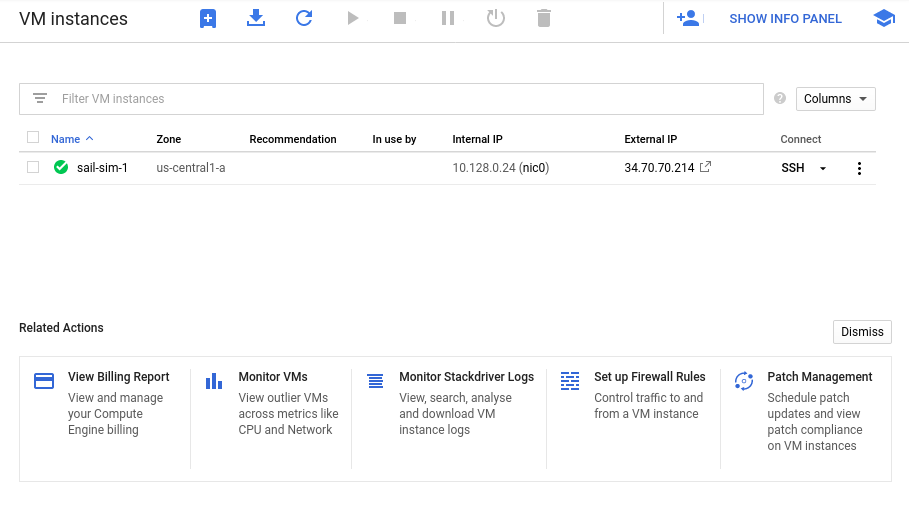 VM instances
SHOW INFO PANEL
Filter VM instances
Columns
Name Zone Recommendation In use by Internal IP External IP Connect
sail-sim-1 us-central1-a 10.128.0.24 (nic0) 34.70.70.214 SSH
Related Actions
Dismiss
View Billing Report
View and manage
your Compute
Engine billing
Monitor VMs
View outlier VMs
across metrics like
CPU and Network
Monitor Stackdriver Logs
View, search, analyse
and download VM
instance logs
Set up Firewall Rules
Control traffic to and
from a VM instance
Patch Management
Schedule patch
updates and view
patch compliance
on VM instances